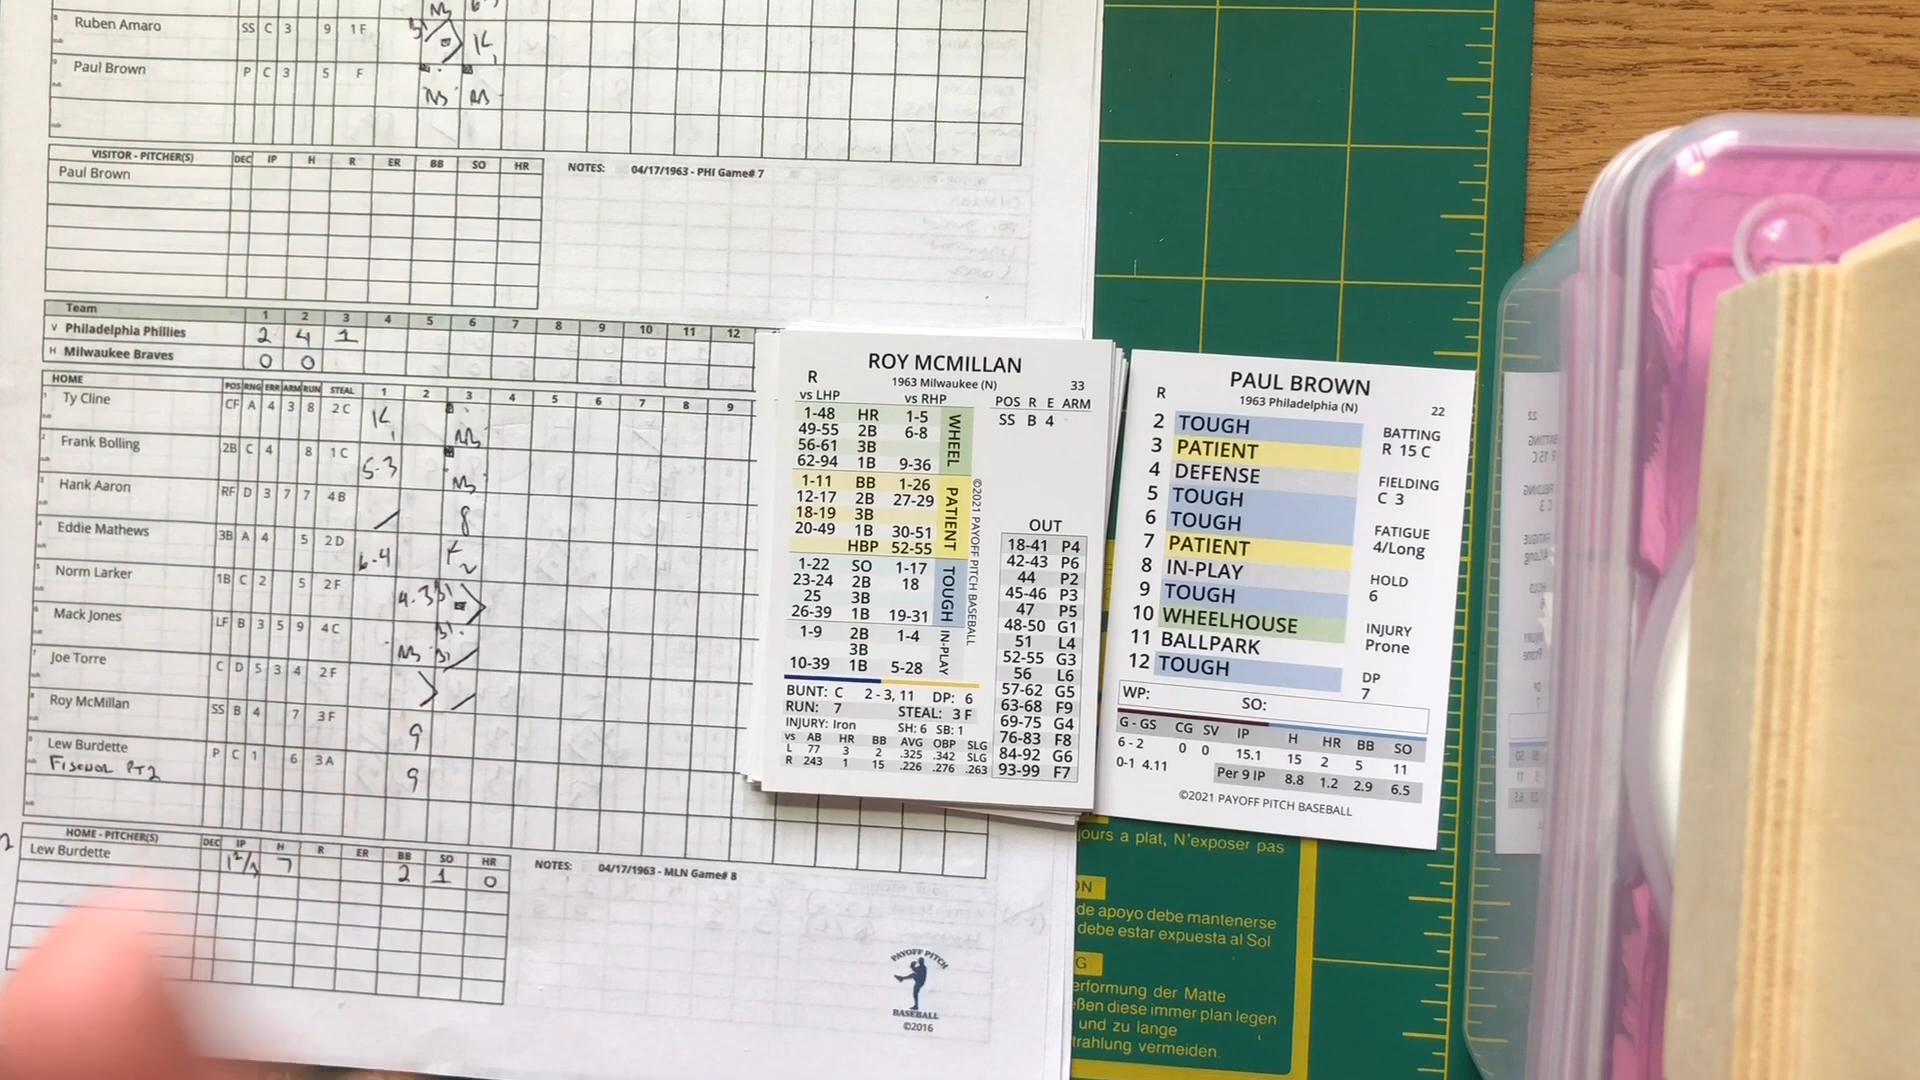 Ruben Amaro SS C 3 9 1F
Paul Brown P C 3 5 F
VISITOR - PITCHER(S) DEC IP H R ER BB SO HR
Paul Brown
NOTES: 04/17/1963 - PHI Game# 7
Team 1 2 3 4 5 6 7 8 9 10 11 12
V Philadelphia Phillies 2 4 1
H Milwaukee Braves 0 0
HOME POS RNG ERR ARM RUN STEAL 1 2 3 4 5 6 7 8 9
Ty Cline CF A 4 3 8 2C K
Frank Bolling 2B C 4 8 1C 5-3
Hank Aaron RF D 3 7 7 4B 8
Eddie Mathews 3B A 4 5 2D 6-4 K
Norm Larker 1B C 2 5 2F 4-3
Mack Jones LF B 3 5 9 4C
Joe Torre C D 5 3 4 2F
Roy McMillan SS B 4 7 3F 9
Lew Burdette P C 1 6 3A 9
HOME - PITCHER(S) DEC IP H R ER BB SO HR
Lew Burdette 7 2 1 0
NOTES: 04/17/1963 - MLN Game# 8
PAYOFF PITCH
BASEBALL
©2016
ROY MCMILLAN
R 1963 Milwaukee (N) 33
vs LHP vs RHP POS R E ARM
SS B 4
1-48 HR 1-5
49-55 2B 6-8
56-61 3B
62-94 1B 9-36
WHEEL
1-11 BB 1-26
12-17 2B 27-29
18-19 3B
20-49 1B 30-51
HBP 52-55
PATIENT
1-22 SO 1-17
23-24 2B 18
25 3B
26-39 1B 19-31
TOUGH
1-9 2B 1-4
3B
10-39 1B 5-28
IN-PLAY
©2021 PAYOFF PITCH BASEBALL
OUT
18-41 P4
42-43 P6
44 P2
45-46 P3
47 P5
48-50 G1
51 L4
52-55 G3
56 L6
57-62 G5
63-68 F9
69-75 G4
76-83 F8
84-92 G6
93-99 F7
BUNT: C 2 - 3, 11 DP: 6
RUN: 7 STEAL: 3 F
INJURY: Iron SH: 6 SB: 1
vs AB HR BB AVG OBP SLG
L 77 3 2 .325 .342 SLG
R 243 1 15 .226 .276 .263
PAUL BROWN
R 1963 Philadelphia (N) 22
2 TOUGH
3 PATIENT
4 DEFENSE
5 TOUGH
6 TOUGH
7 PATIENT
8 IN-PLAY
9 TOUGH
10 WHEELHOUSE
11 BALLPARK
12 TOUGH
BATTING
R 15 C
FIELDING
C 3
FATIGUE
4/Long
HOLD
6
INJURY
Prone
DP
7
WP: SO:
G - GS CG SV IP H HR BB SO
6 - 2 0 0 15.1 15 2 5 11
0-1 4.11 Per 9 IP 8.8 1.2 2.9 6.5
©2021 PAYOFF PITCH BASEBALL
jours a plat, N'exposer pas
de apoyo debe mantenerse
debe estar expuesta al Sol
erformung der Matte
ßen diese immer plan legen
und zu lange
trahlung vermeiden.